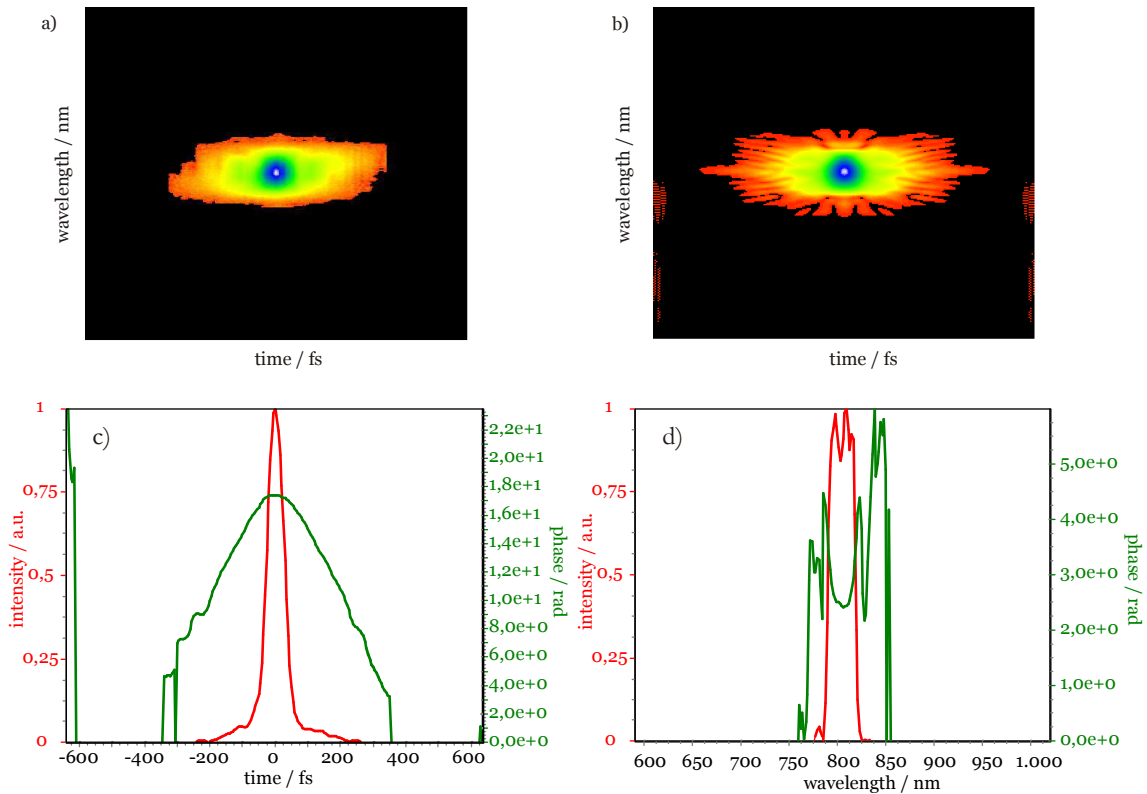 a)
wavelength / nm
time / fs
b)
wavelength / nm
time / fs
c)
intensity / a.u.
1
0,75
0,5
0,25
0
-600
-400
-200
0
200
400
600
time / fs
2,2e+1
2,0e+1
1,8e+1
1,6e+1
1,4e+1
1,2e+1
1,0e+1
8,0e+0
6,0e+0
4,0e+0
2,0e+0
0,0e+0
phase / rad
d)
intensity / a.u.
1
0,75
0,5
0,25
0
600
650
700
750
800
850
900
950
1.000
wavelength / nm
5,0e+0
4,0e+0
3,0e+0
2,0e+0
1,0e+0
0,0e+0
phase / rad